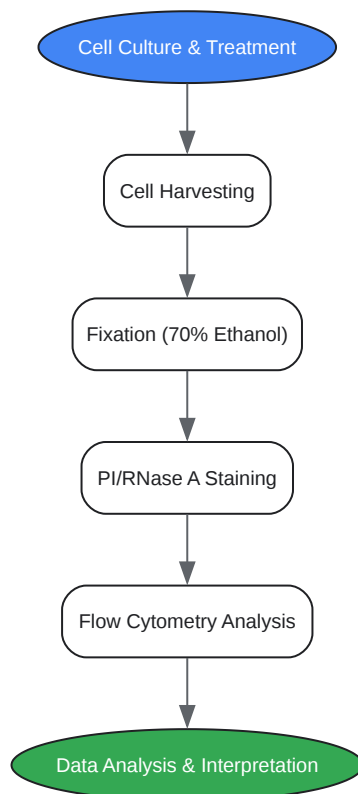 Cell Culture & Treatment
Cell Harvesting
Fixation (70% Ethanol)
PI/RNase A Staining
Flow Cytometry Analysis
Data Analysis & Interpretation